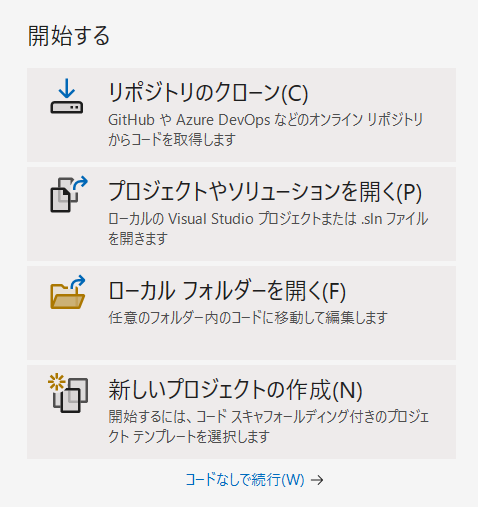 開始する
リポジトリのクローン(C)
GitHub や Azure DevOps などのオンライン リポジトリ
からコードを取得します
プロジェクトやソリューションを開く(P)
ローカルの Visual Studio プロジェクトまたは .sln ファイル
を開きます
ローカル フォルダーを開く(F)
任意のフォルダー内のコードに移動して編集します
新しいプロジェクトの作成(N)
開始するには、コード スキャフォールディング付きのプロジェ
クト テンプレートを選択します
コードなしで続行(W) →